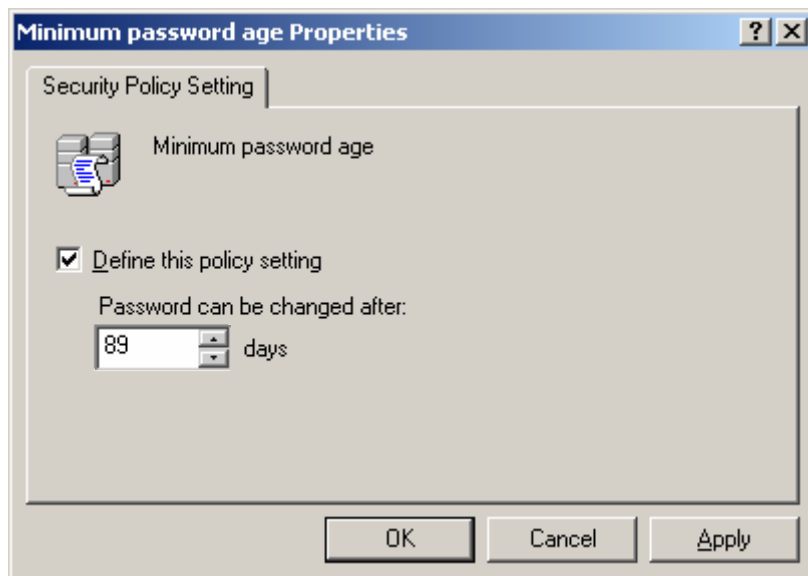 Minimum password age Properties
Security Policy Setting
Minimum password age
Define this policy setting
Password can be changed after:
89 days
OK Cancel Apply